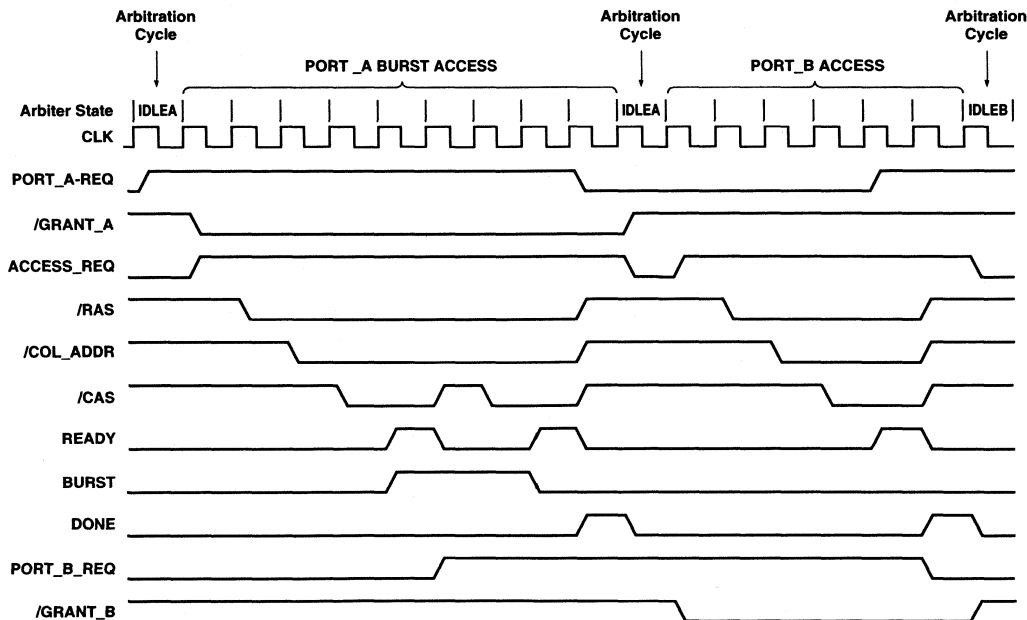 Arbitration
Cycle
Arbitration
Cycle
Arbitration
Cycle
PORT _A BURST ACCESS
PORT_B ACCESS
Arbiter State
IDLEA
IDLEA
IDLEB
CLK
PORT_A-REQ
/GRANT_A
ACCESS_REQ
/RAS
/COL_ADDR
/CAS
READY
BURST
DONE
PORT_B_REQ
/GRANT_B